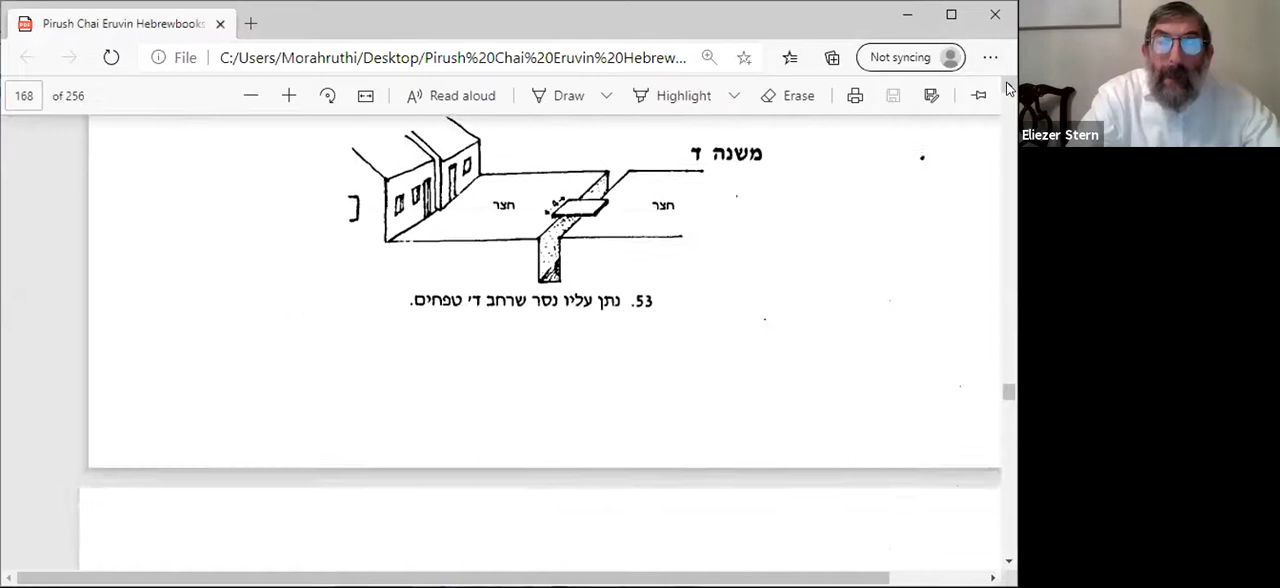 Pirush Chai Eruvin Hebrewbooks
File
C:/Users/Morahruthi/Desktop/Pirush%20Chai%20Eruvin%20Hebrew...
Not syncing
168 of 256
Read aloud
Draw
Highlight
Erase
Eliezer Stern
משנה ד
חצר
חצר
53. נתן עליו נסר שרחב ד' טפחים.